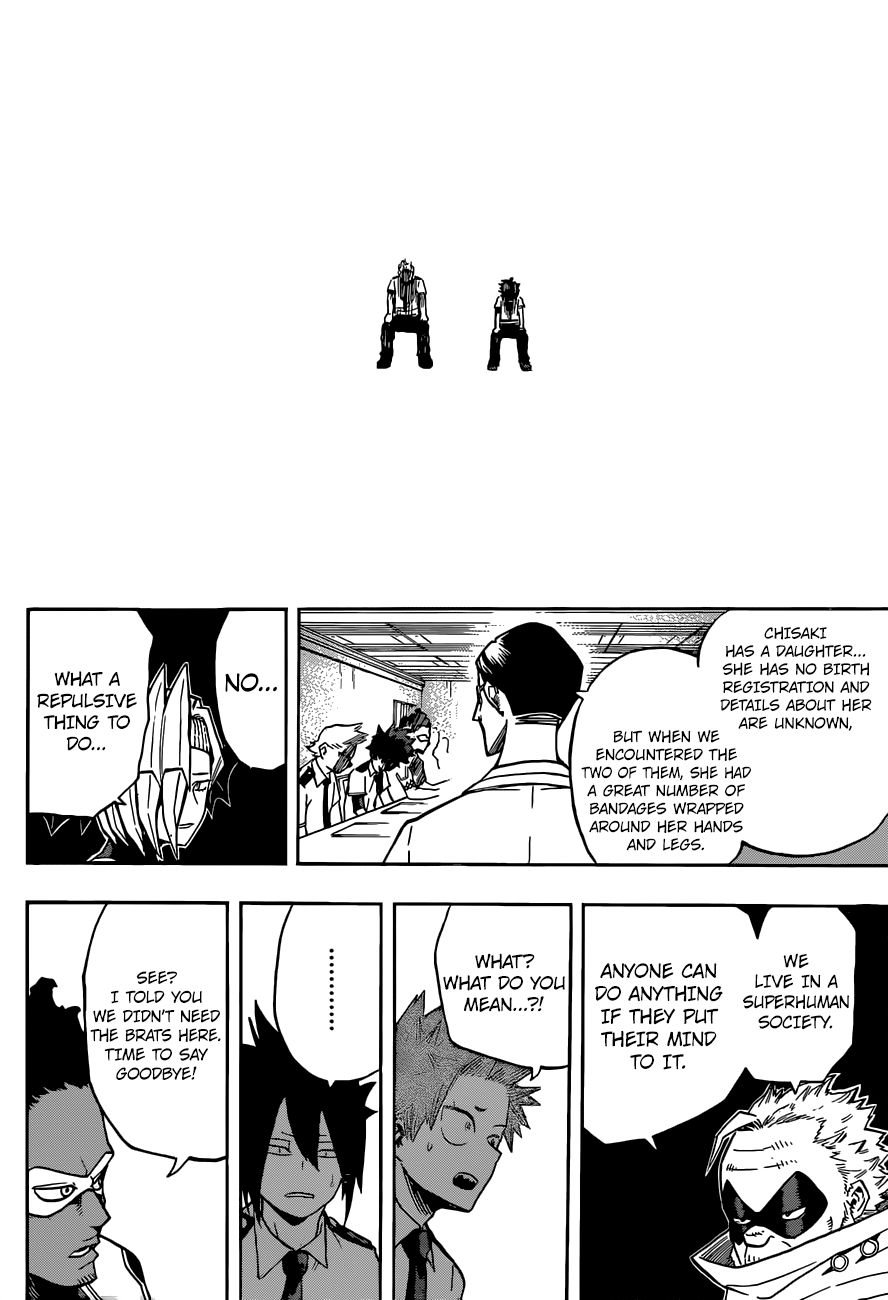 CHISAKI
HAS A DAUGHTER...
SHE HAS NO BIRTH
REGISTRATION AND
DETAILS ABOUT HER
ARE UNKNOWN,
BUT WHEN WE
ENCOUNTERED THE
TWO OF THEM, SHE HAD
A GREAT NUMBER OF
BANDAGES WRAPPED
AROUND HER HANDS
AND LEGS.
NO...
WHAT A
REPULSIVE
THING TO
DO...
WE
LIVE IN A
SUPERHUMAN
SOCIETY.
ANYONE CAN
DO ANYTHING
IF THEY PUT
THEIR MIND
TO IT.
WHAT?
WHAT DO YOU
MEAN...?!
..........
SEE?
I TOLD YOU
WE DIDN'T NEED
THE BRATS HERE.
TIME TO SAY
GOODBYE!